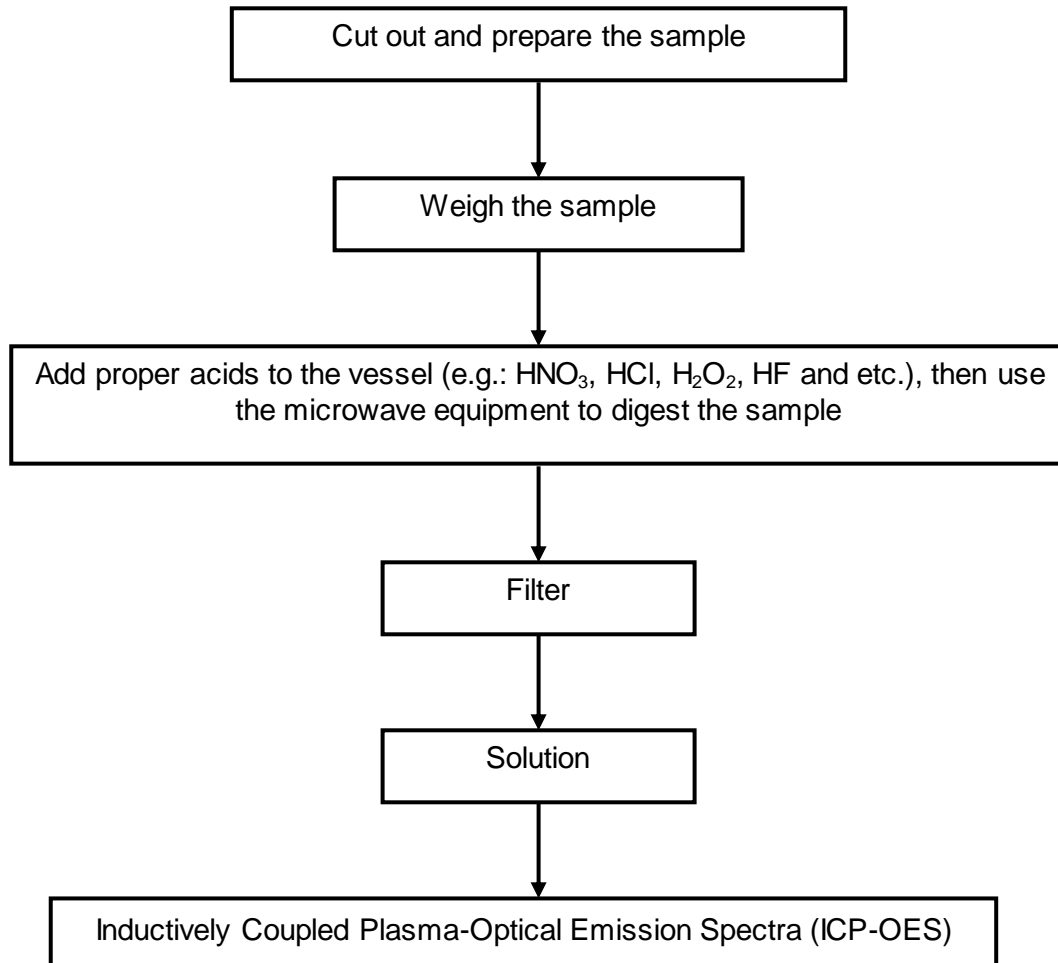 Cut out and prepare the sample
Weigh the sample
Add proper acids to the vessel (e.g.: HNO₃, HCl, H₂O₂, HF and etc.), then use
the microwave equipment to digest the sample
Filter
Solution
Inductively Coupled Plasma-Optical Emission Spectra (ICP-OES)